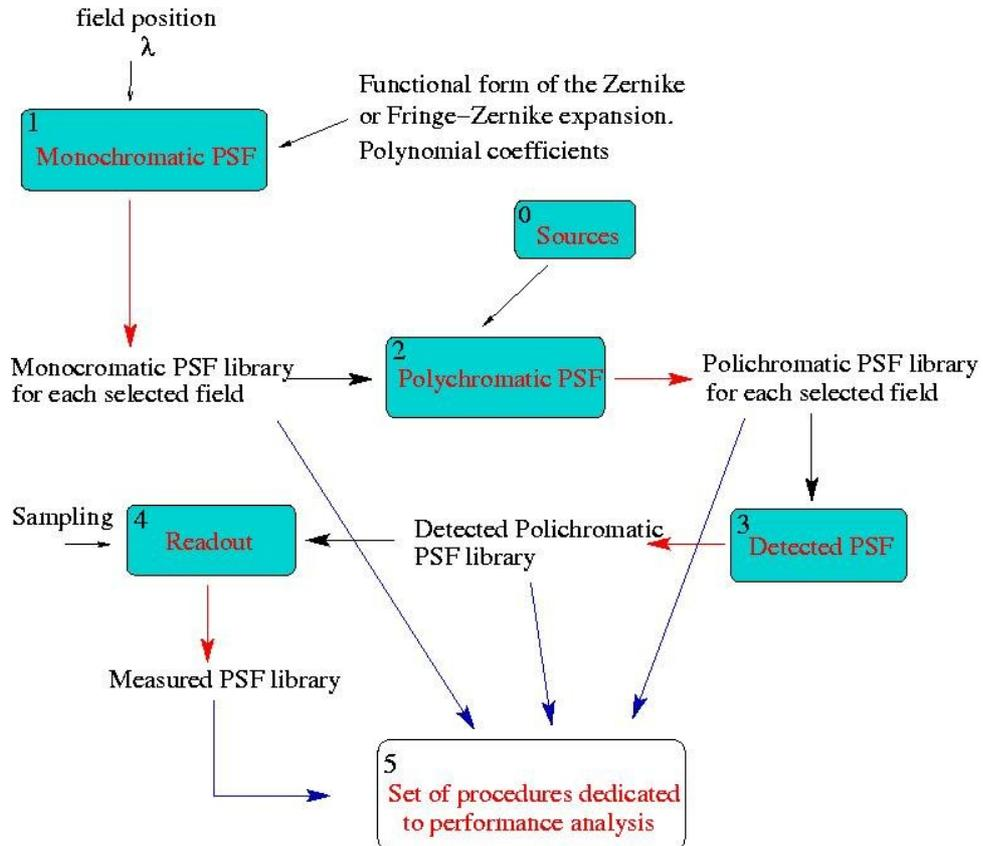 field position
λ
Functional form of the Zernike
or Fringe−Zernike expansion.
Polynomial coefficients
1
Monochromatic PSF
0
Sources
Monocromatic PSF library
for each selected field
2
Polychromatic PSF
Polichromatic PSF library
for each selected field
Sampling
4
Readout
Detected Polichromatic
PSF library
3
Detected PSF
Measured PSF library
5
Set of procedures dedicated
to performance analysis